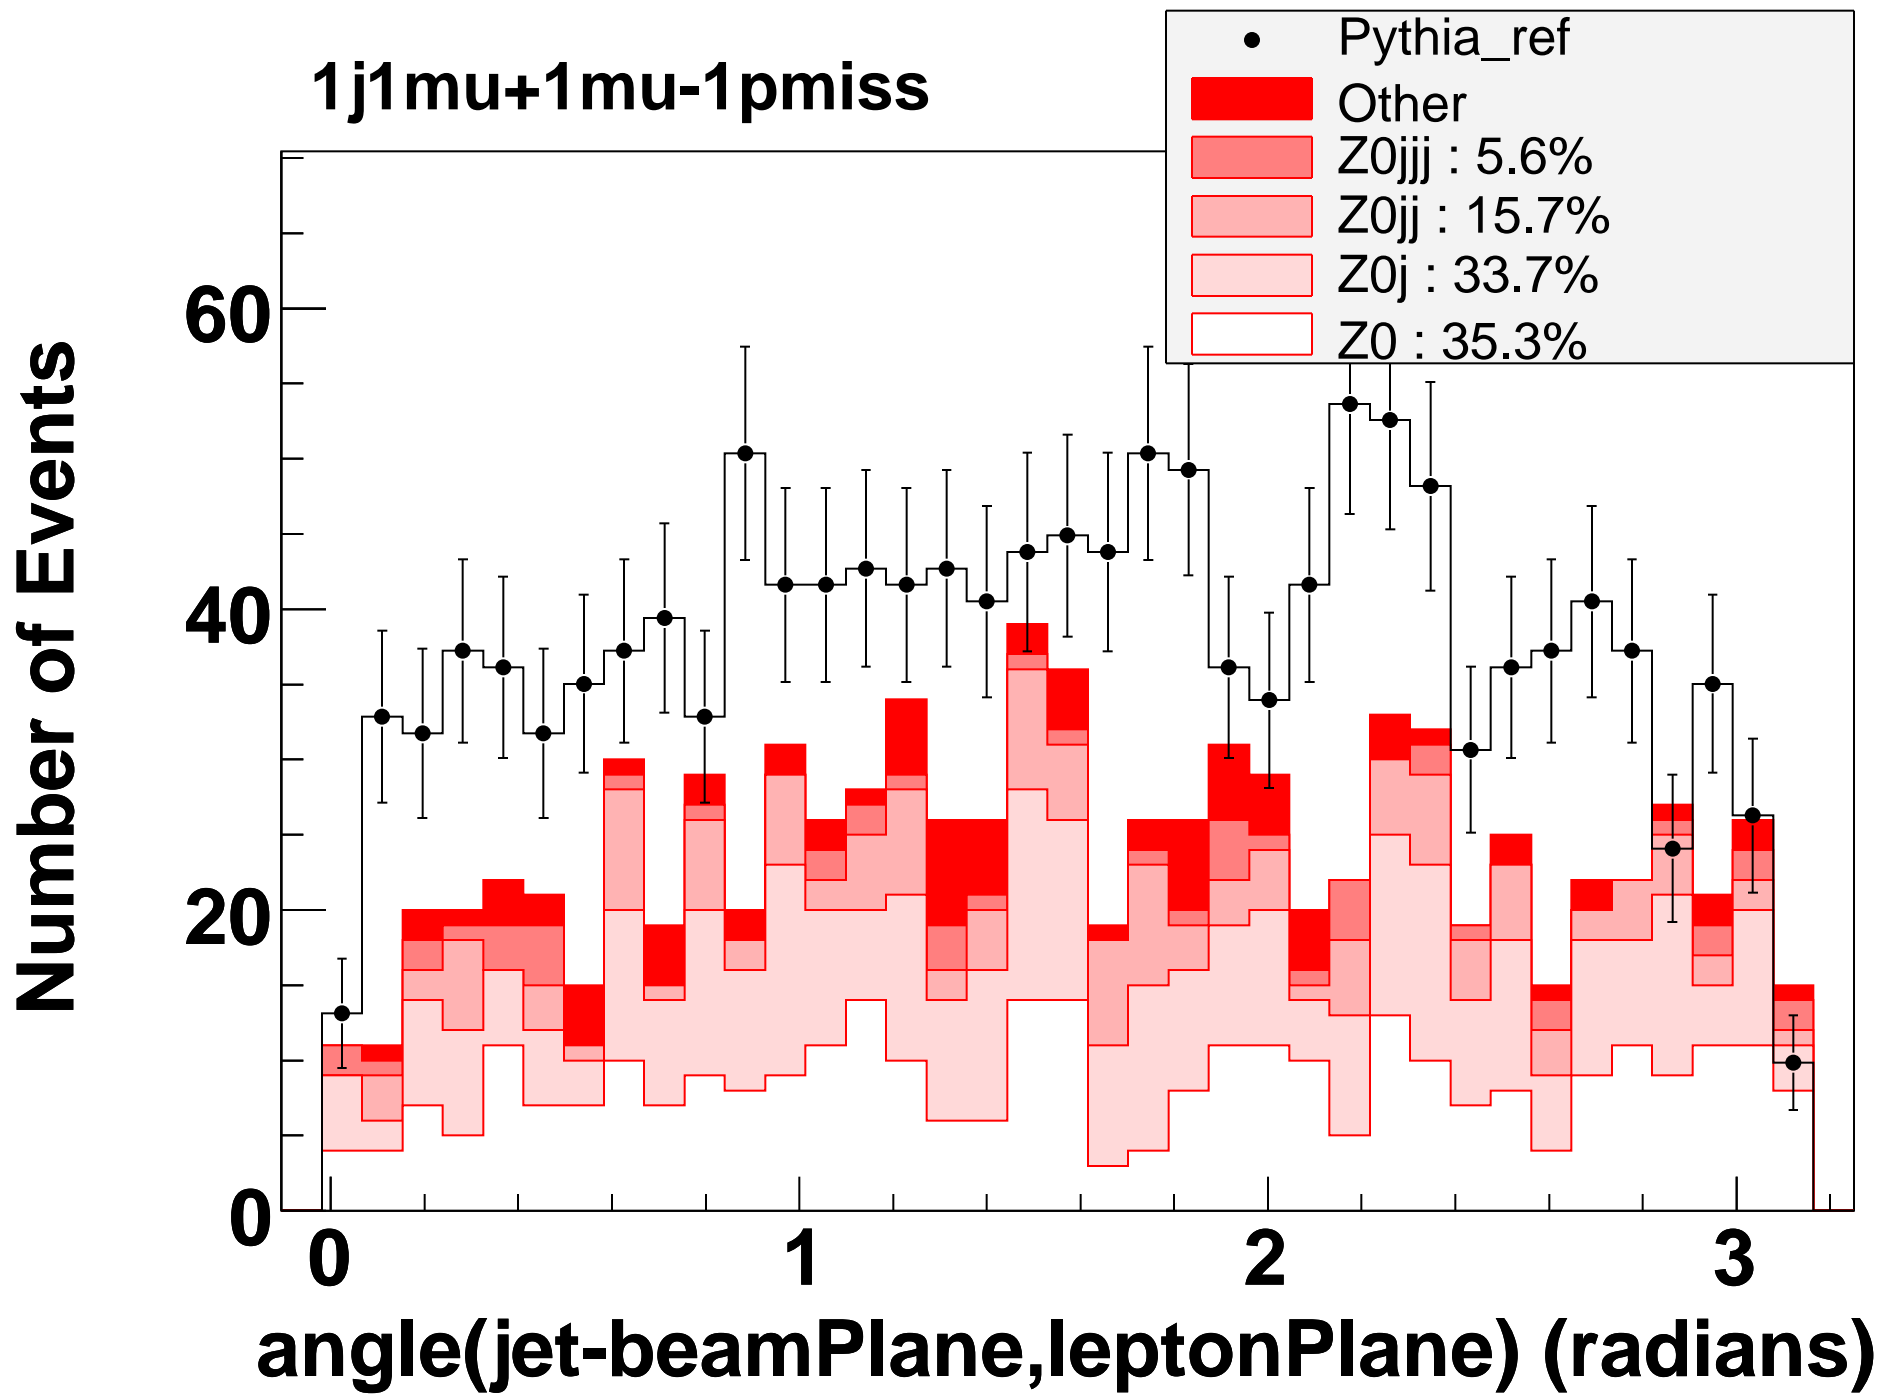 1j1mu+1mu-1pmiss
Pythia_ref
Other
Z0jjj : 5.6%
Z0jj : 15.7%
Z0j : 33.7%
Z0 : 35.3%
Number of Events
60
40
20
0
0 1 2 3
angle(jet-beamPlane,leptonPlane) (radians)